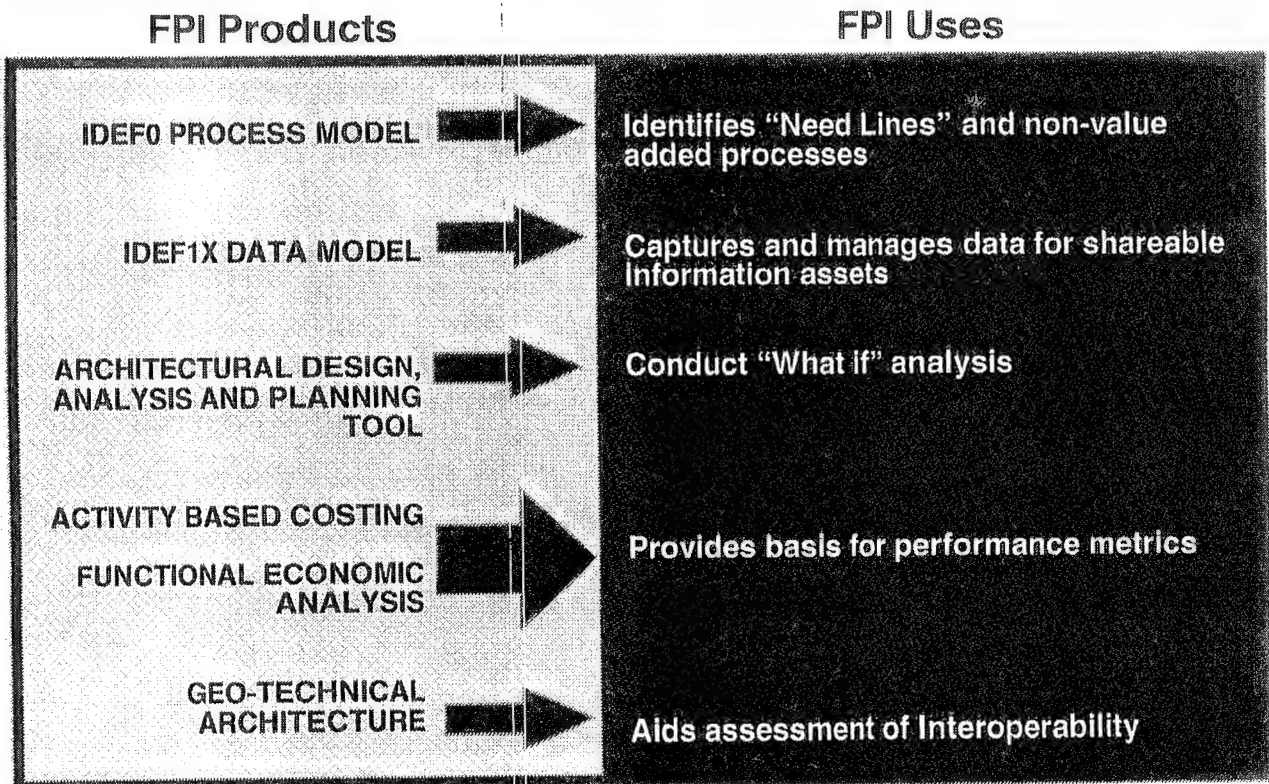 FPI Products
FPI Uses
IDEF0 PROCESS MODEL
Identifies “Need Lines” and non-value
added processes
IDEF1X DATA MODEL
Captures and manages data for shareable
Information assets
ARCHITECTURAL DESIGN,
ANALYSIS AND PLANNING
TOOL
Conduct “What if” analysis
ACTIVITY BASED COSTING
FUNCTIONAL ECONOMIC
ANALYSIS
Provides basis for performance metrics
GEO-TECHNICAL
ARCHITECTURE
Aids assessment of Interoperability